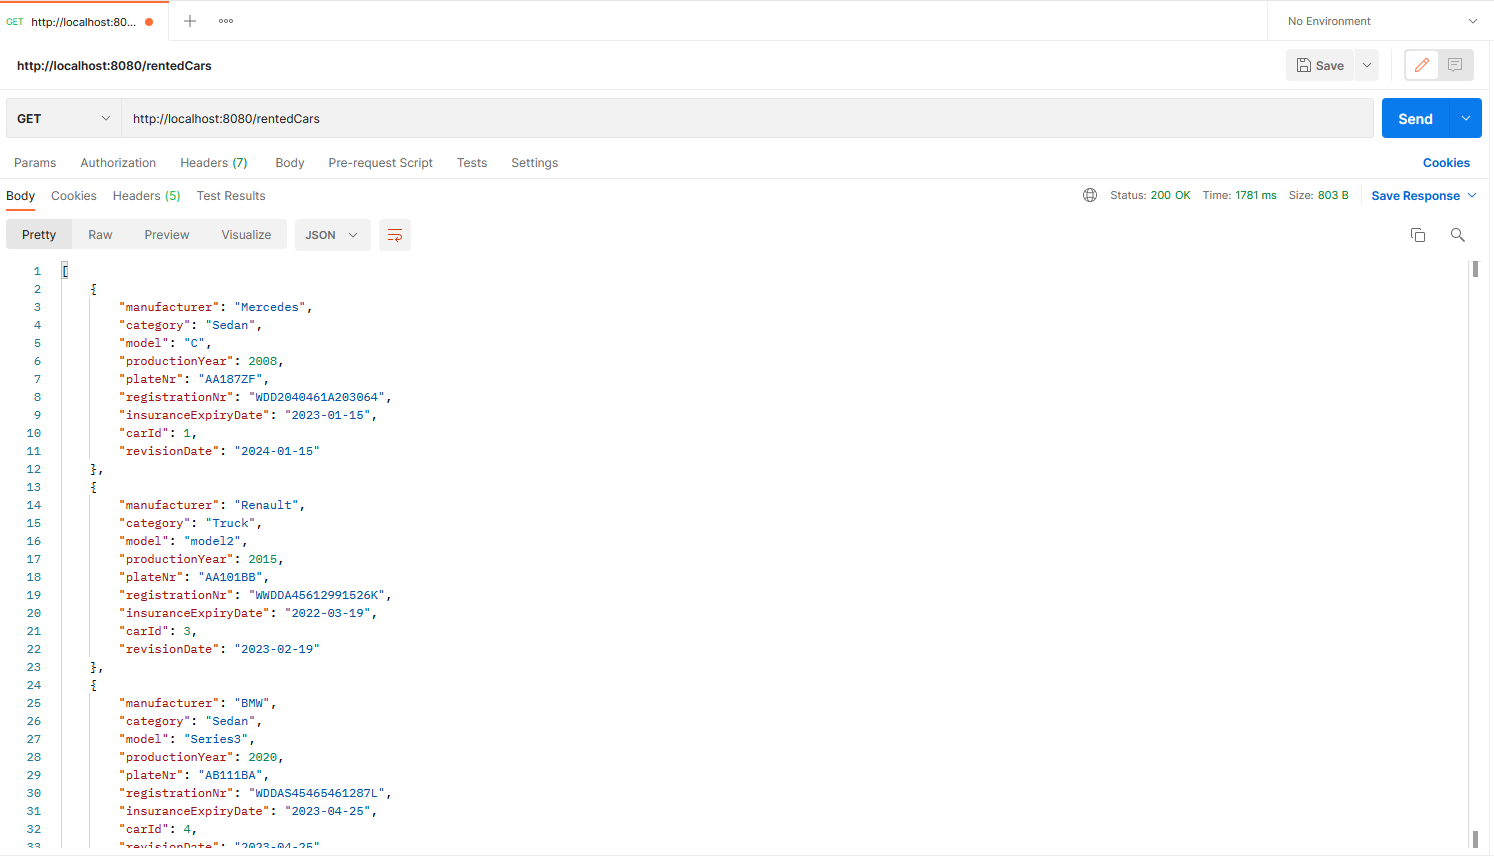 GET http://localhost:80... No Environment
http://localhost:8080/rentedCars Save
GET http://localhost:8080/rentedCars Send
Params Authorization Headers (7) Body Pre-request Script Tests Settings Cookies
Body Cookies Headers (5) Test Results Status: 200 OK Time: 1781 ms Size: 803 B Save Response
Pretty Raw Preview Visualize JSON
1 [
2 {
3 "manufacturer": "Mercedes",
4 "category": "Sedan",
5 "model": "C",
6 "productionYear": 2008,
7 "plateNr": "AA187ZF",
8 "registrationNr": "WDD2040461A203064",
9 "insuranceExpiryDate": "2023-01-15",
10 "carId": 1,
11 "revisionDate": "2024-01-15"
12 },
13 {
14 "manufacturer": "Renault",
15 "category": "Truck",
16 "model": "model2",
17 "productionYear": 2015,
18 "plateNr": "AA101BB",
19 "registrationNr": "WWDDA45612991526K",
20 "insuranceExpiryDate": "2022-03-19",
21 "carId": 3,
22 "revisionDate": "2023-02-19"
23 },
24 {
25 "manufacturer": "BMW",
26 "category": "Sedan",
27 "model": "Series3",
28 "productionYear": 2020,
29 "plateNr": "AB111BA",
30 "registrationNr": "WDDAS45465461287L",
31 "insuranceExpiryDate": "2023-04-25",
32 "carId": 4,
33 "revisionDate": "2023-04-25"